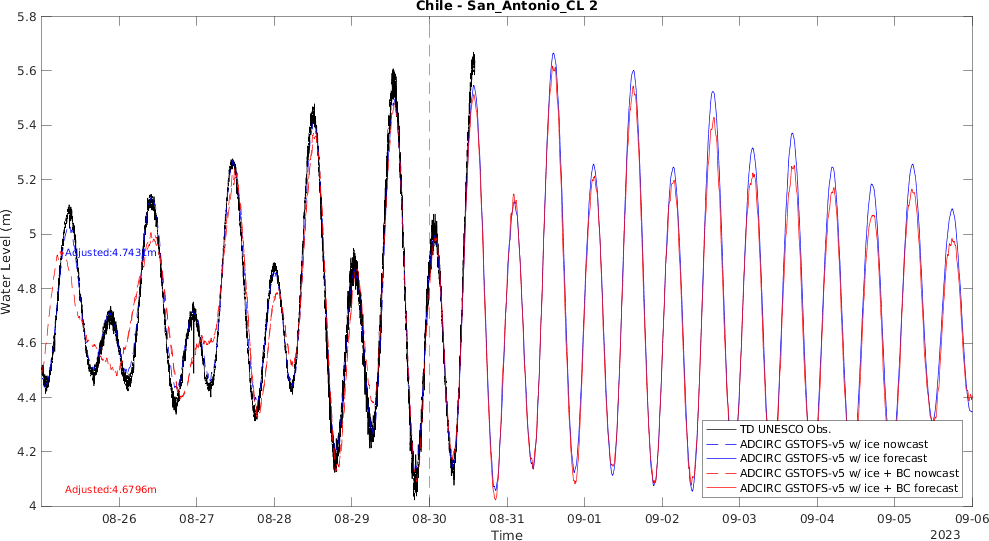 Chile - San_Antonio_CL 2
5.8
5.6
5.4
5.2
5
4.8
4.6
4.4
4.2
4
Water Level (m)
Adjusted:4.7431m
Adjusted:4.6796m
TD UNESCO Obs.
ADCIRC GSTOFS-v5 w/ ice nowcast
ADCIRC GSTOFS-v5 w/ ice forecast
ADCIRC GSTOFS-v5 w/ ice + BC nowcast
ADCIRC GSTOFS-v5 w/ ice + BC forecast
08-26 08-27 08-28 08-29 08-30 08-31 09-01 09-02 09-03 09-04 09-05 09-06
Time
2023